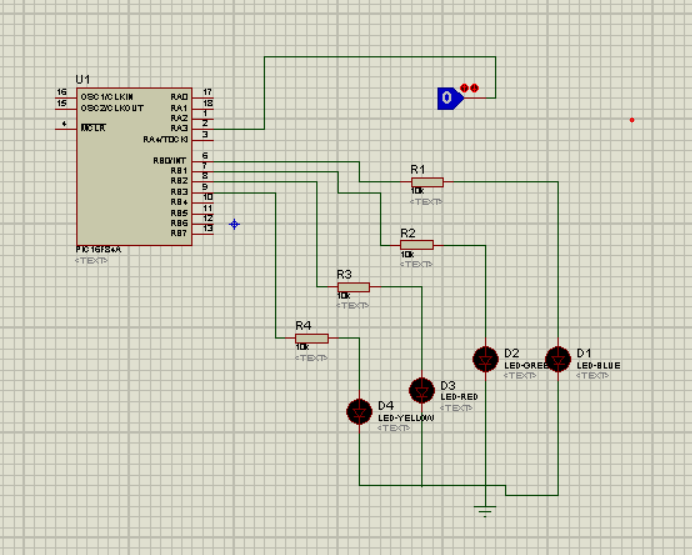 U1
16 OSC1/CLKIN RA0 17
15 OSC2/CLKOUT RA1 18
RA2 1
4 MCLR RA3 2
RA4/T0CKI 3
RB0/INT 6
RB1 7
RB2 8
RB3 9
RB4 10
RB5 11
RB6 12
RB7 13
PIC16F84A
<TEXT>
0
R1
10k
<TEXT>
R2
10k
<TEXT>
R3
10k
<TEXT>
R4
10k
<TEXT>
D2
LED-GREE
<TEXT>
D1
LED-BLUE
<TEXT>
D3
LED-RED
<TEXT>
D4
LED-YELLOW
<TEXT>